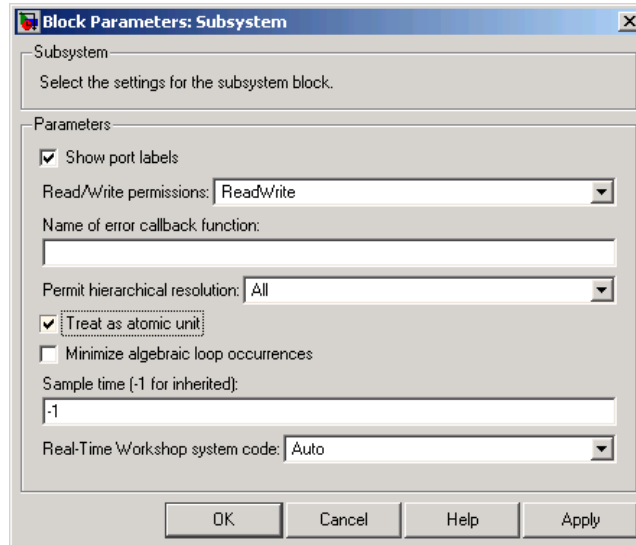 Block Parameters: Subsystem
Subsystem
Select the settings for the subsystem block.
Parameters
Show port labels
Read/Write permissions: ReadWrite
Name of error callback function:
Permit hierarchical resolution: All
Treat as atomic unit
Minimize algebraic loop occurrences
Sample time (-1 for inherited):
-1
Real-Time Workshop system code: Auto
OK Cancel Help Apply